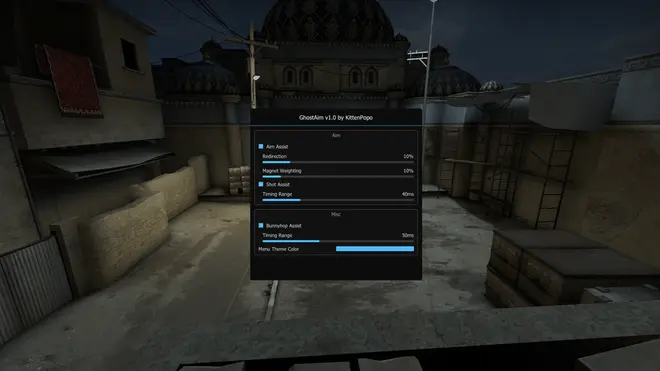 GhostAim v1.0 by KittenPopo
Aim
Aim Assist
Redirection 10%
Magnet Weighting 10%
Shot Assist
Timing Range 40ms
Misc
Bunnyhop Assist
Timing Range 50ms
Menu Theme Color